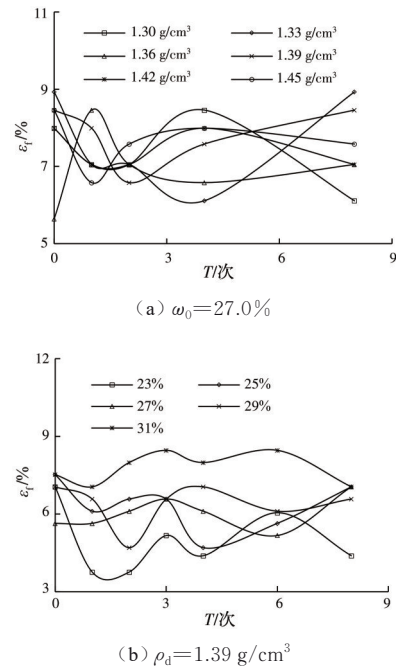 11
1.30 g/cm³ 1.33 g/cm³
1.36 g/cm³ 1.39 g/cm³
1.42 g/cm³ 1.45 g/cm³
9
εf/%
7
5
0 3 6 9
T/次
(a) ω₀=27.0%
12
23% 25%
27% 29%
31%
9
εf/%
6
3
0 3 6 9
T/次
(b) ρd=1.39 g/cm³